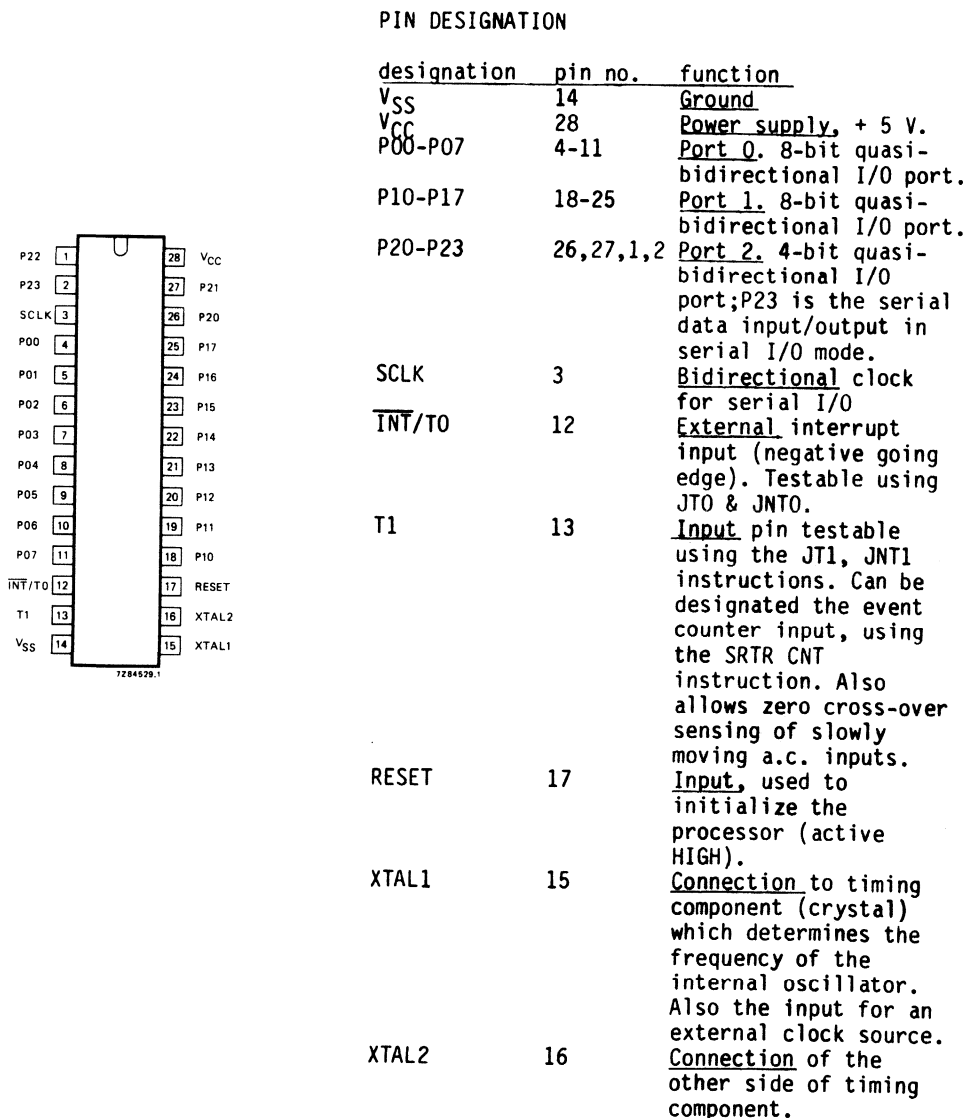 PIN DESIGNATION
designation pin no. function
VSS 14 Ground
VCC 28 Power supply, + 5 V.
P00-P07 4-11 Port 0. 8-bit quasi-
bidirectional I/O port.
P10-P17 18-25 Port 1. 8-bit quasi-
bidirectional I/O port.
P20-P23 26,27,1,2 Port 2. 4-bit quasi-
bidirectional I/O
port;P23 is the serial
data input/output in
serial I/O mode.
SCLK 3 Bidirectional clock
for serial I/O
INT/T0 12 External interrupt
input (negative going
edge). Testable using
JTO & JNTO.
T1 13 Input pin testable
using the JT1, JNT1
instructions. Can be
designated the event
counter input, using
the SRTR CNT
instruction. Also
allows zero cross-over
sensing of slowly
moving a.c. inputs.
RESET 17 Input, used to
initialize the
processor (active
HIGH).
XTAL1 15 Connection to timing
component (crystal)
which determines the
frequency of the
internal oscillator.
Also the input for an
external clock source.
XTAL2 16 Connection of the
other side of timing
component.
P22 1 28 VCC
P23 2 27 P21
SCLK 3 26 P20
P00 4 25 P17
P01 5 24 P16
P02 6 23 P15
P03 7 22 P14
P04 8 21 P13
P05 9 20 P12
P06 10 19 P11
P07 11 18 P10
INT/T0 12 17 RESET
T1 13 16 XTAL2
VSS 14 15 XTAL1
7Z84529.1